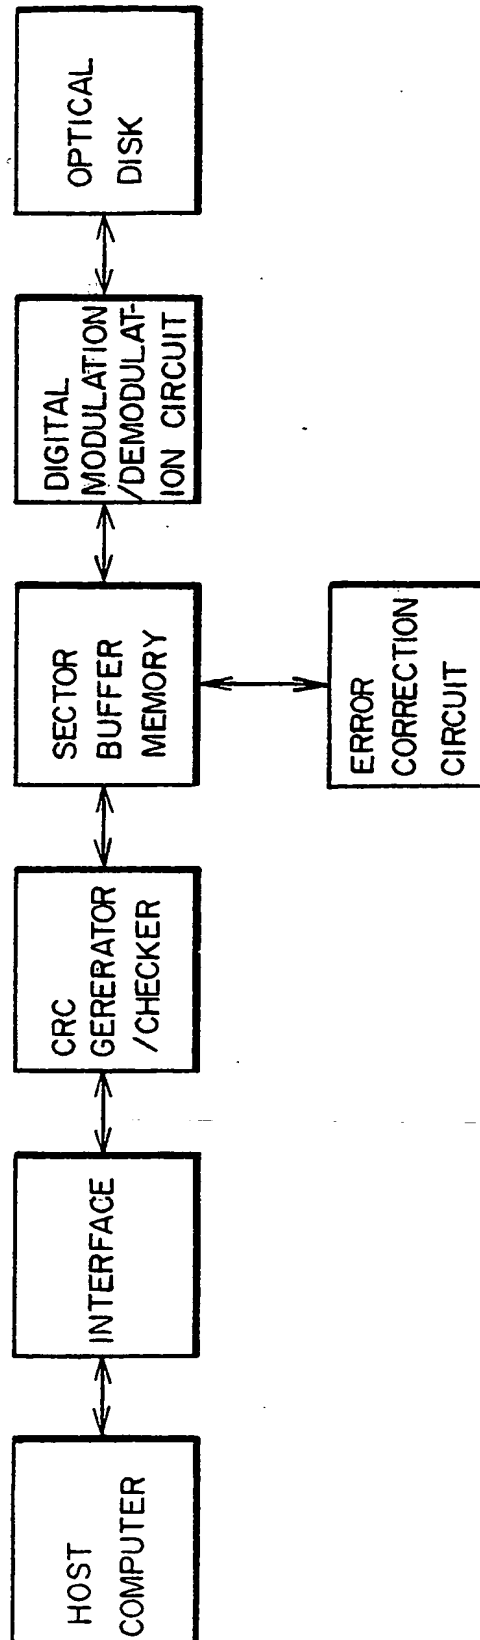 HOST
COMPUTER
INTERFACE
CRC
GERERATOR
/CHECKER
SECTOR
BUFFER
MEMORY
ERROR
CORRECTION
CIRCUIT
DIGITAL
MODULATION
/DEMODULAT-
ION CIRCUIT
OPTICAL
DISK